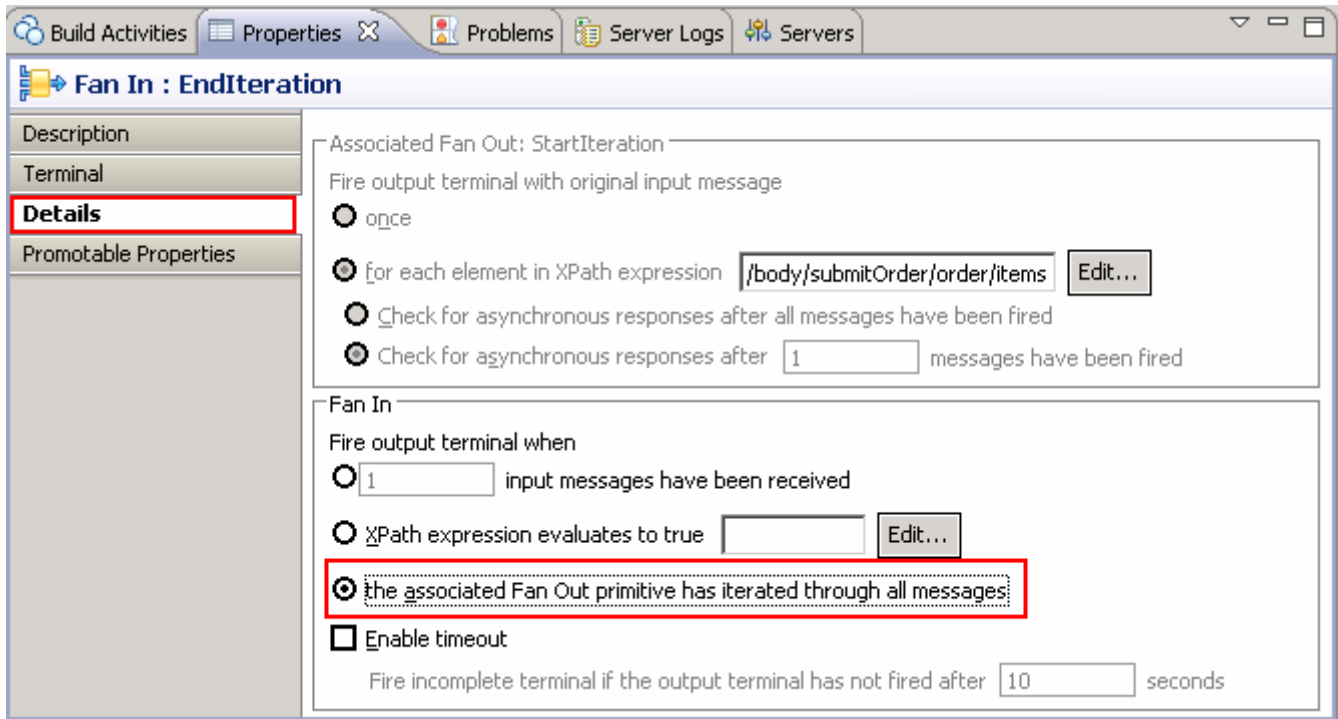 Build Activities Properties Problems Server Logs Servers
Fan In : EndIteration
Description
Terminal
Details
Promotable Properties
Associated Fan Out: StartIteration
Fire output terminal with original input message
once
for each element in XPath expression /body/submitOrder/order/items Edit...
Check for asynchronous responses after all messages have been fired
Check for asynchronous responses after 1 messages have been fired
Fan In
Fire output terminal when
1 input messages have been received
XPath expression evaluates to true Edit...
the associated Fan Out primitive has iterated through all messages
Enable timeout
Fire incomplete terminal if the output terminal has not fired after 10 seconds